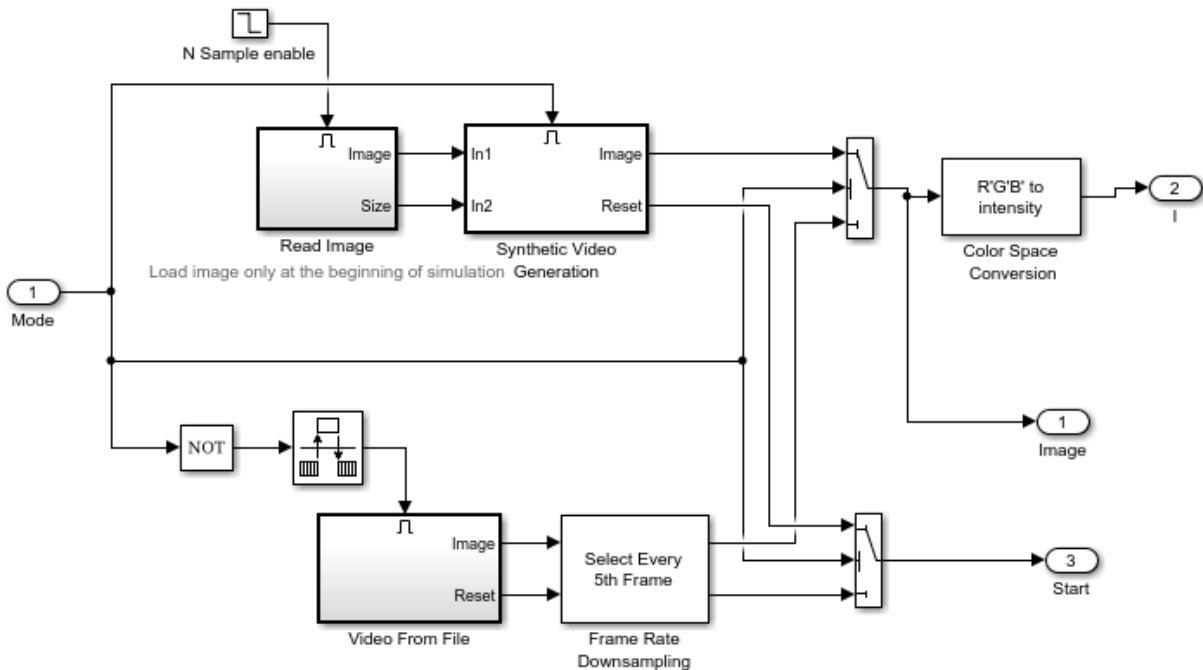 N Sample enable
Image
Size
Read Image
Load image only at the beginning of simulation
In1
In2
Image
Reset
Synthetic Video
Generation
R'G'B' to
intensity
Color Space
Conversion
2
I
1
Mode
1
Image
NOT
Image
Reset
Video From File
Select Every
5th Frame
Frame Rate
Downsampling
3
Start